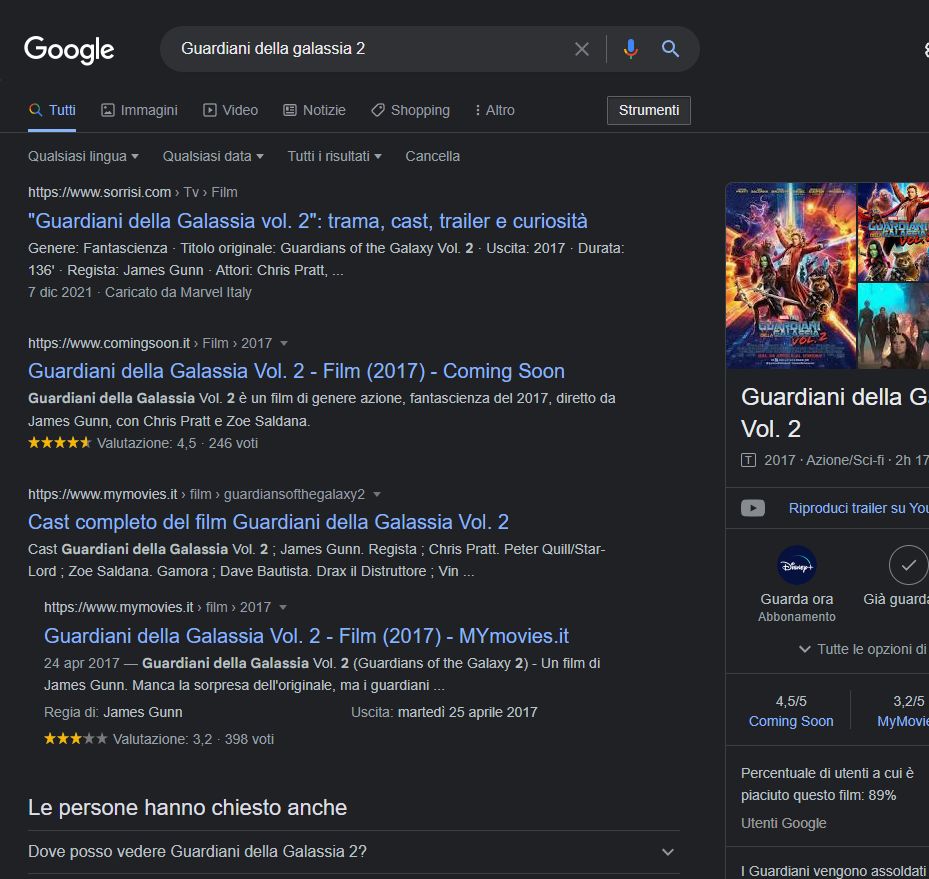 Google
Guardiani della galassia 2
Tutti
Immagini
Video
Notizie
Shopping
Altro
Strumenti
Qualsiasi lingua
Qualsiasi data
Tutti i risultati
Cancella
https://www.sorrisi.com › Tv › Film
"Guardiani della Galassia vol. 2": trama, cast, trailer e curiosità
Genere: Fantascienza · Titolo originale: Guardians of the Galaxy Vol. 2 · Uscita: 2017 · Durata:
136' · Regista: James Gunn · Attori: Chris Pratt, ...
7 dic 2021 · Caricato da Marvel Italy
https://www.comingsoon.it › Film › 2017
Guardiani della Galassia Vol. 2 - Film (2017) - Coming Soon
Guardiani della Galassia Vol. 2 è un film di genere azione, fantascienza del 2017, diretto da
James Gunn, con Chris Pratt e Zoe Saldana.
Valutazione: 4,5 · 246 voti
https://www.mymovies.it › film › guardiansofthegalaxy2
Cast completo del film Guardiani della Galassia Vol. 2
Cast Guardiani della Galassia Vol. 2 ; James Gunn. Regista ; Chris Pratt. Peter Quill/Star-
Lord ; Zoe Saldana. Gamora ; Dave Bautista. Drax il Distruttore ; Vin ...
https://www.mymovies.it › film › 2017
Guardiani della Galassia Vol. 2 - Film (2017) - MYmovies.it
24 apr 2017 — Guardiani della Galassia Vol. 2 (Guardians of the Galaxy 2) - Un film di
James Gunn. Manca la sorpresa dell'originale, ma i guardiani ...
Regia di: James Gunn
Uscita: martedì 25 aprile 2017
Valutazione: 3,2 · 398 voti
Le persone hanno chiesto anche
Dove posso vedere Guardiani della Galassia 2?
GUARDIANI
VOL. 2
GUARDIANI
VOL. 2
Guardiani della G
Vol. 2
T 2017 · Azione/Sci-fi · 2h 17
Riproduci trailer su You
Disney+
Guarda ora
Abbonamento
Già guarda
Tutte le opzioni di
4,5/5
Coming Soon
3,2/5
MyMovie
Percentuale di utenti a cui è
piaciuto questo film: 89%
Utenti Google
I Guardiani vengono assoldati